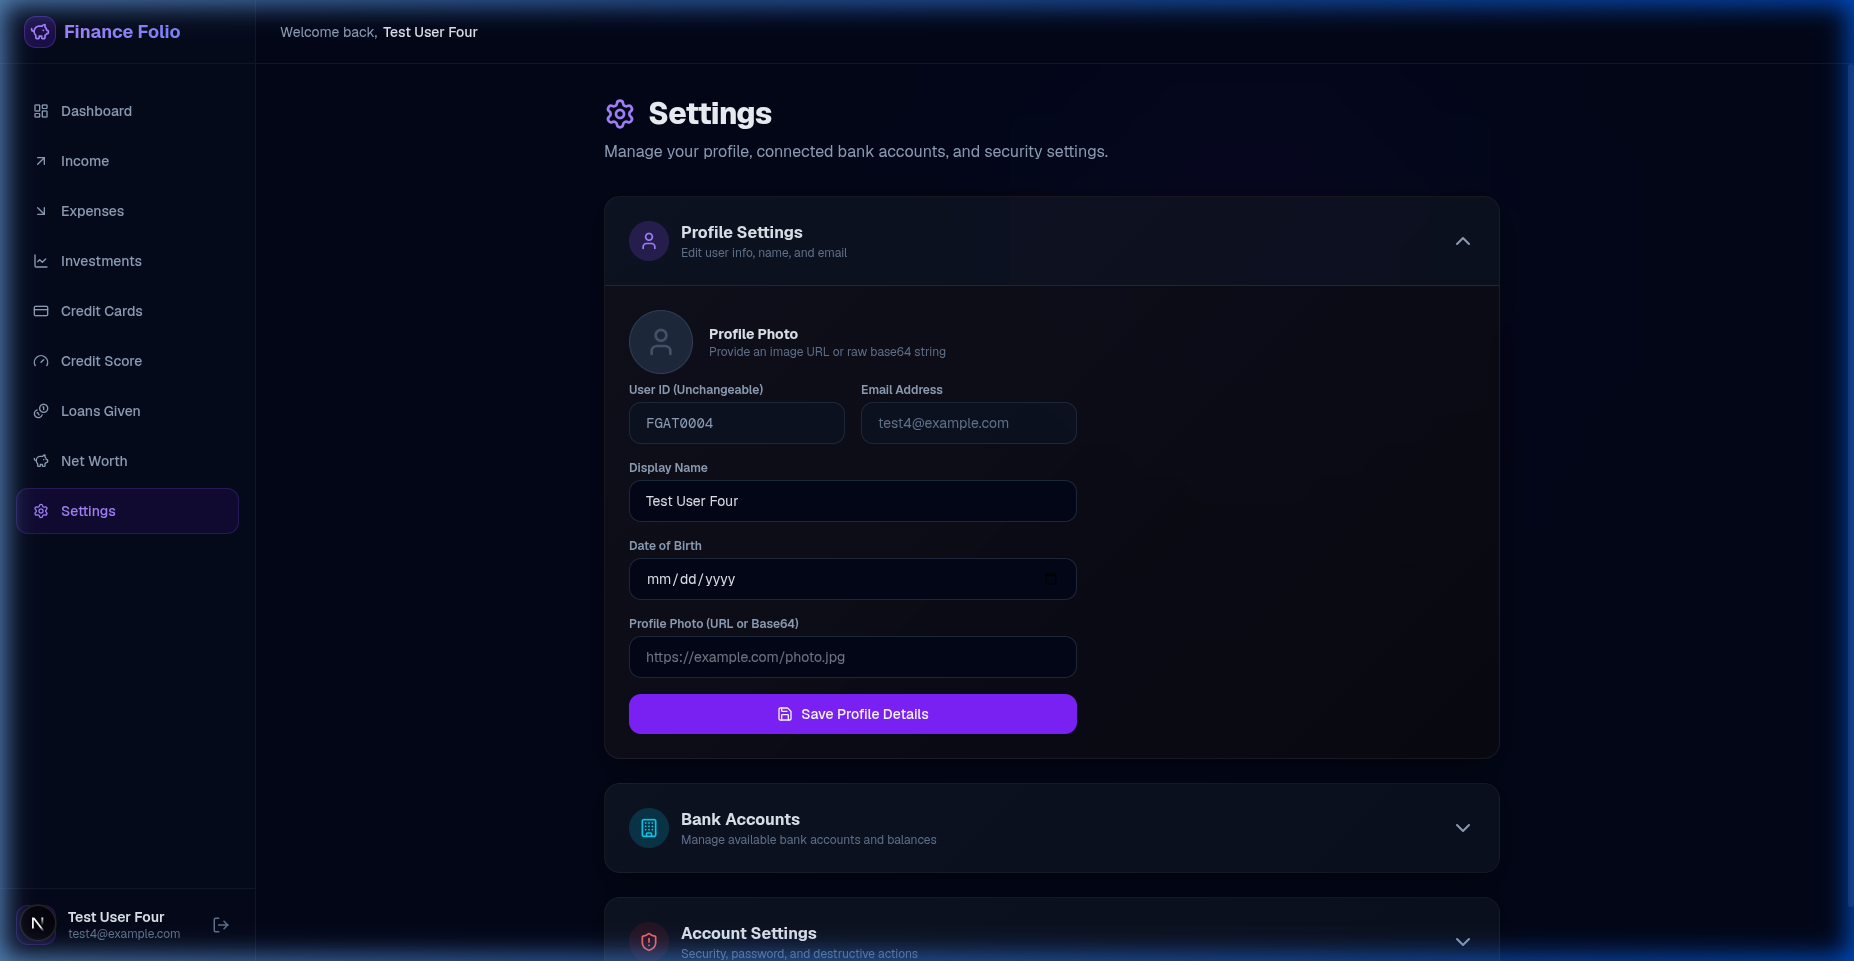 Finance Folio
Welcome back, Test User Four
Dashboard
Income
Expenses
Investments
Credit Cards
Credit Score
Loans Given
Net Worth
Settings
Test User Four
test4@example.com
N
Settings
Manage your profile, connected bank accounts, and security settings.
Profile Settings
Edit user info, name, and email
Profile Photo
Provide an image URL or raw base64 string
User ID (Unchangeable)
Email Address
FGAT0004
test4@example.com
Display Name
Test User Four
Date of Birth
mm/dd/yyyy
Profile Photo (URL or Base64)
https://example.com/photo.jpg
Save Profile Details
Bank Accounts
Manage available bank accounts and balances
Account Settings
Security, password, and destructive actions